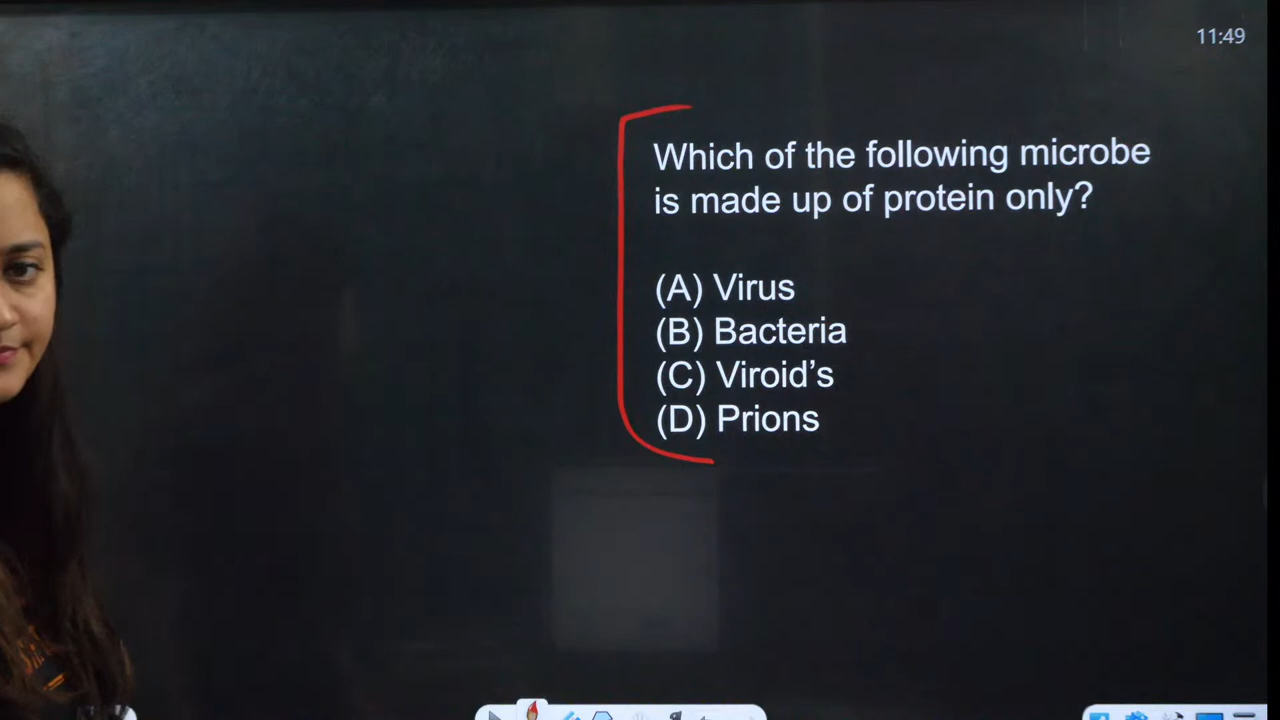 11:49
Which of the following microbe
is made up of protein only?
(A) Virus
(B) Bacteria
(C) Viroid's
(D) Prions